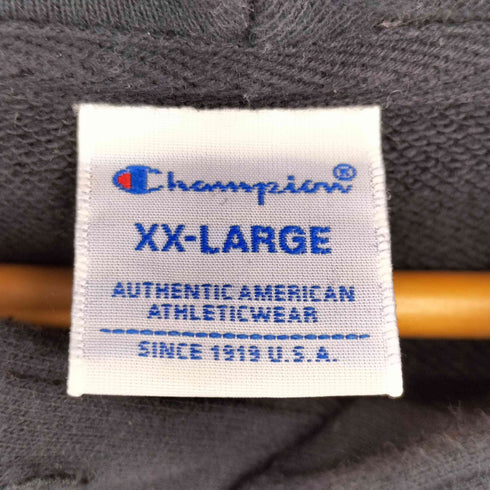 Champion®
XX-LARGE
AUTHENTIC AMERICAN
ATHLETICWEAR
SINCE 1919 U.S.A.